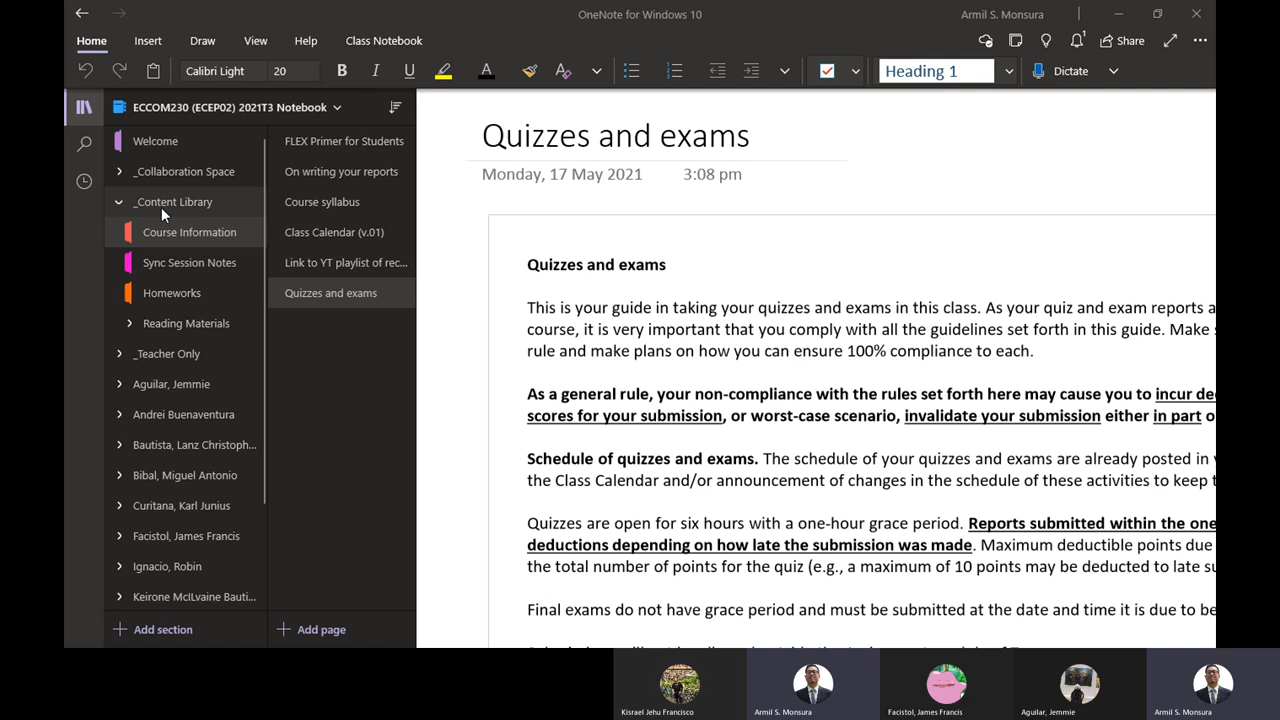 OneNote for Windows 10
Armil S. Monsura
Home
Insert
Draw
View
Help
Class Notebook
Share
Calibri Light
20
B
I
U
A
A
Heading 1
Dictate
ECCOM230 (ECEP02) 2021T3 Notebook
Welcome
_Collaboration Space
_Content Library
Course Information
Sync Session Notes
Homeworks
Reading Materials
_Teacher Only
Aguilar, Jemmie
Andrei Buenaventura
Bautista, Lanz Christoph...
Bibal, Miguel Antonio
Curitana, Karl Junius
Facistol, James Francis
Ignacio, Robin
Keirone McILvaine Bauti...
Add section
FLEX Primer for Students
On writing your reports
Course syllabus
Class Calendar (v.01)
Link to YT playlist of rec...
Quizzes and exams
Add page
Quizzes and exams
Monday, 17 May 2021 3:08 pm
Quizzes and exams
This is your guide in taking your quizzes and exams in this class. As your quiz and exam reports a
course, it is very important that you comply with all the guidelines set forth in this guide. Make
rule and make plans on how you can ensure 100% compliance to each.
As a general rule, your non-compliance with the rules set forth here may cause you to incur de
scores for your submission, or worst-case scenario, invalidate your submission either in part o
Schedule of quizzes and exams. The schedule of your quizzes and exams are already posted in
the Class Calendar and/or announcement of changes in the schedule of these activities to keep
Quizzes are open for six hours with a one-hour grace period. Reports submitted within the one
deductions depending on how late the submission was made. Maximum deductible points due
the total number of points for the quiz (e.g., a maximum of 10 points may be deducted to late su
Final exams do not have grace period and must be submitted at the date and time it is due to be
Kisrael Jehu Francisco
Armil S. Monsura
Facistol, James Francis
Aguilar, Jemmie
Armil S. Monsura